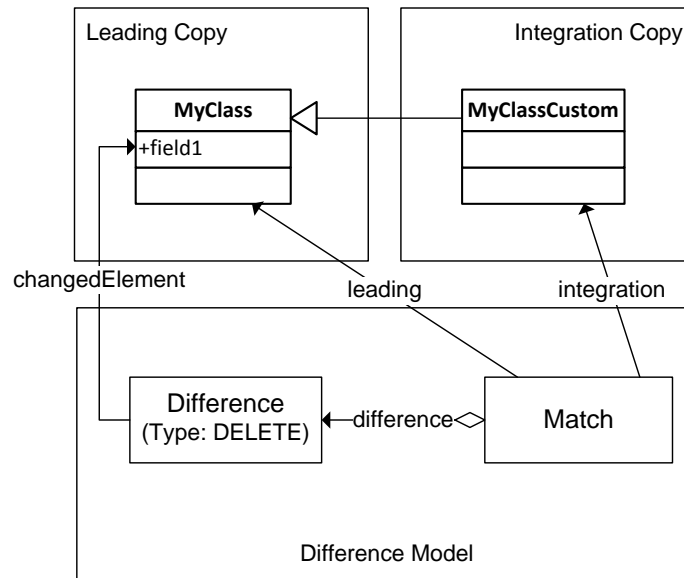 Leading Copy
Integration Copy
MyClass
MyClassCustom
+field1
changedElement
leading
integration
Difference
(Type: DELETE)
difference
Match
Difference Model